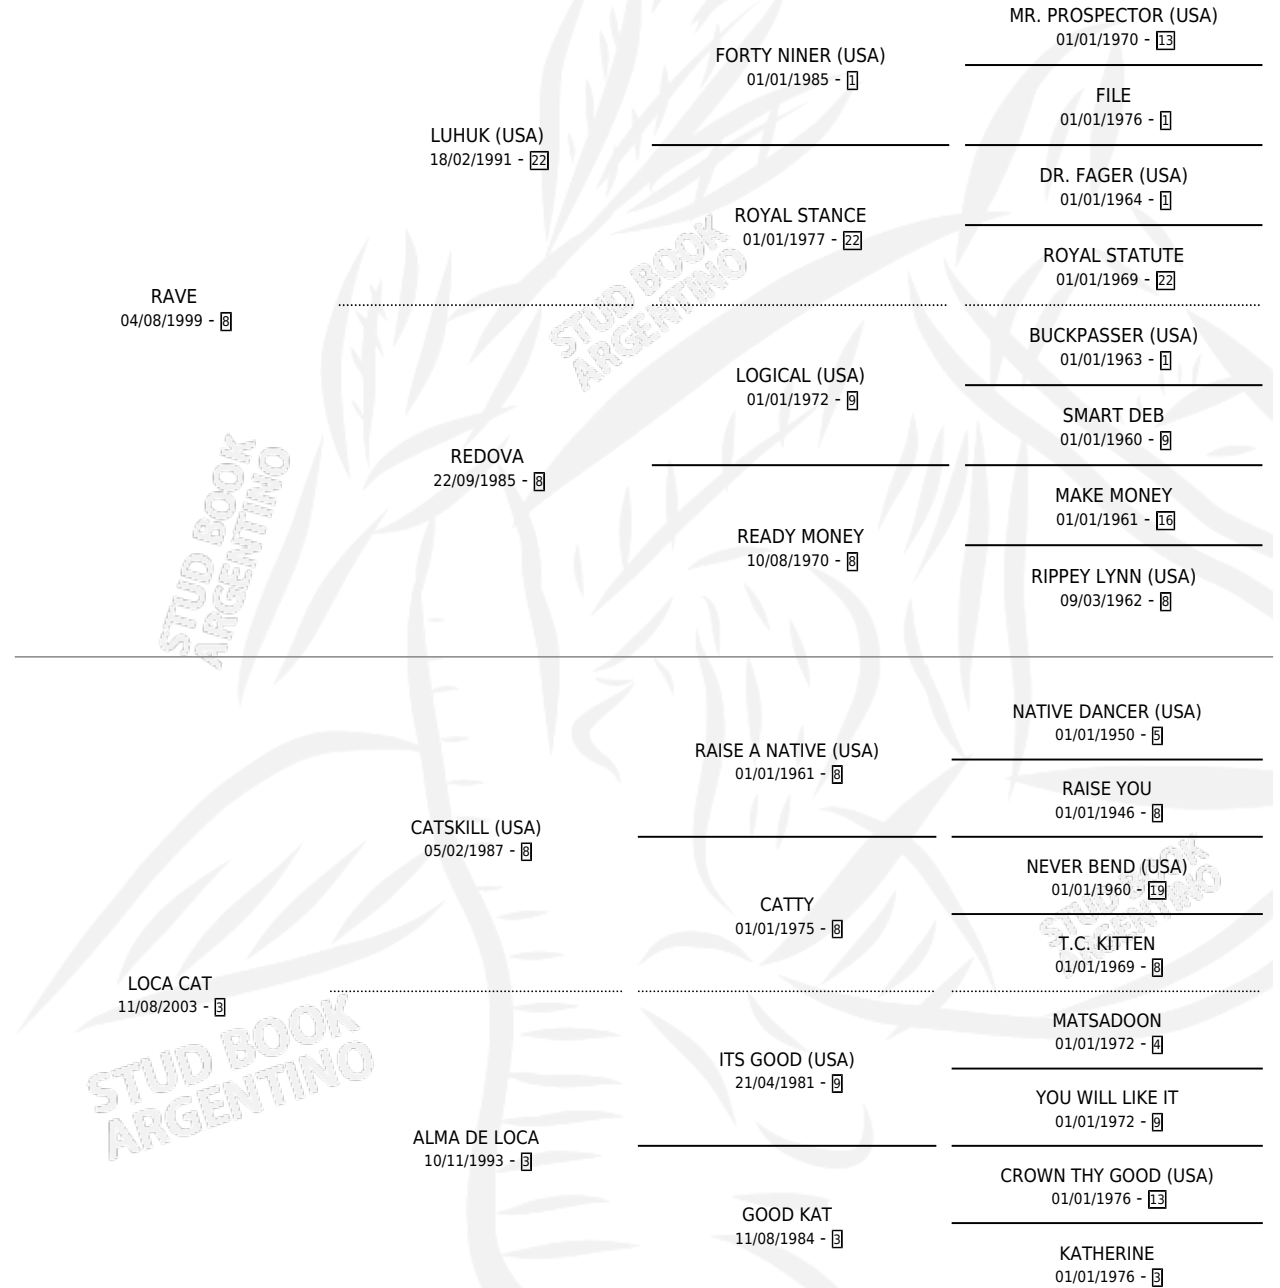 MR. PROSPECTOR (USA)
01/01/1970 - 13
FORTY NINER (USA)
01/01/1985 - 1
FILE
01/01/1976 - 1
LUHUK (USA)
18/02/1991 - 22
DR. FAGER (USA)
01/01/1964 - 1
ROYAL STANCE
01/01/1977 - 22
ROYAL STATUTE
01/01/1969 - 22
RAVE
04/08/1999 - 8
BUCKPASSER (USA)
01/01/1963 - 1
LOGICAL (USA)
01/01/1972 - 9
SMART DEB
01/01/1960 - 9
REDOVA
22/09/1985 - 8
MAKE MONEY
01/01/1961 - 16
READY MONEY
10/08/1970 - 8
RIPPEY LYNN (USA)
09/03/1962 - 8
NATIVE DANCER (USA)
01/01/1950 - 5
RAISE A NATIVE (USA)
01/01/1961 - 8
RAISE YOU
01/01/1946 - 8
CATSKILL (USA)
05/02/1987 - 8
NEVER BEND (USA)
01/01/1960 - 19
CATTY
01/01/1975 - 8
T.C. KITTEN
01/01/1969 - 8
LOCA CAT
11/08/2003 - 3
MATSADOON
01/01/1972 - 4
ITS GOOD (USA)
21/04/1981 - 9
YOU WILL LIKE IT
01/01/1972 - 9
ALMA DE LOCA
10/11/1993 - 3
CROWN THY GOOD (USA)
01/01/1976 - 13
GOOD KAT
11/08/1984 - 3
KATHERINE
01/01/1976 - 3
STUD BOOK
ARGENTINO
STUD BOOK
ARGENTINO
STUD BOOK
ARGENTINO
STUD BOOK
ARGENTINO